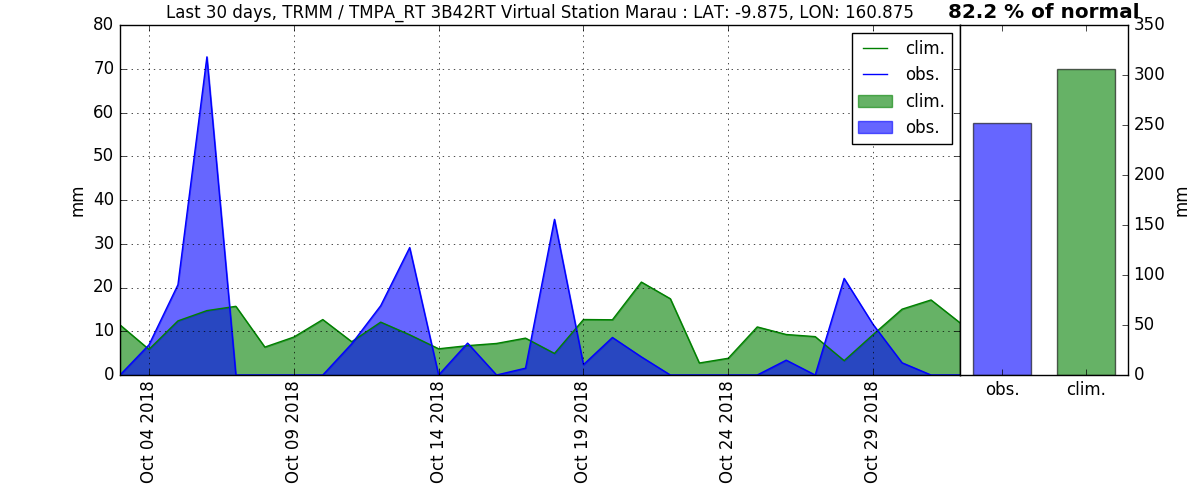 Last 30 days, TRMM / TMPA_RT 3B42RT Virtual Station Marau : LAT: -9.875, LON: 160.875
82.2 % of normal
80
70
60
50
40
30
20
10
0
mm
clim.
obs.
clim.
obs.
350
300
250
200
150
100
50
0
mm
obs.
clim.
Oct 04 2018
Oct 09 2018
Oct 14 2018
Oct 19 2018
Oct 24 2018
Oct 29 2018